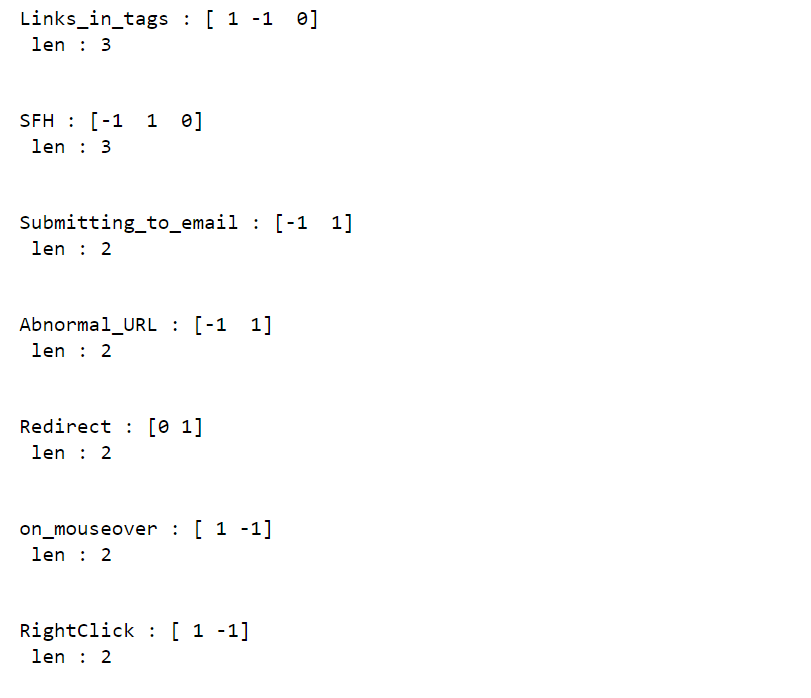 Links_in_tags : [ 1 -1  0]
 len : 3
SFH : [-1  1  0]
 len : 3
Submitting_to_email : [-1  1]
 len : 2
Abnormal_URL : [-1  1]
 len : 2
Redirect : [0 1]
 len : 2
on_mouseover : [ 1 -1]
 len : 2
RightClick : [ 1 -1]
 len : 2